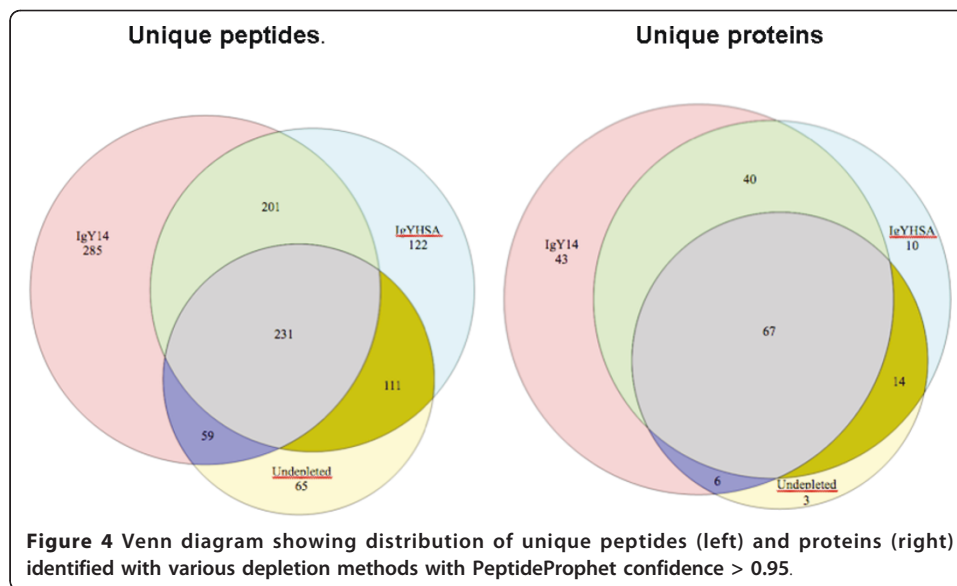 Unique peptides.
Unique proteins
IgY14
285
201
IgYHSA
122
231
111
59
Undepleted
65
40
IgY14
43
IgYHSA
10
67
14
6
Undepleted
3
Figure 4 Venn diagram showing distribution of unique peptides (left) and proteins (right)
identified with various depletion methods with PeptideProphet confidence > 0.95.